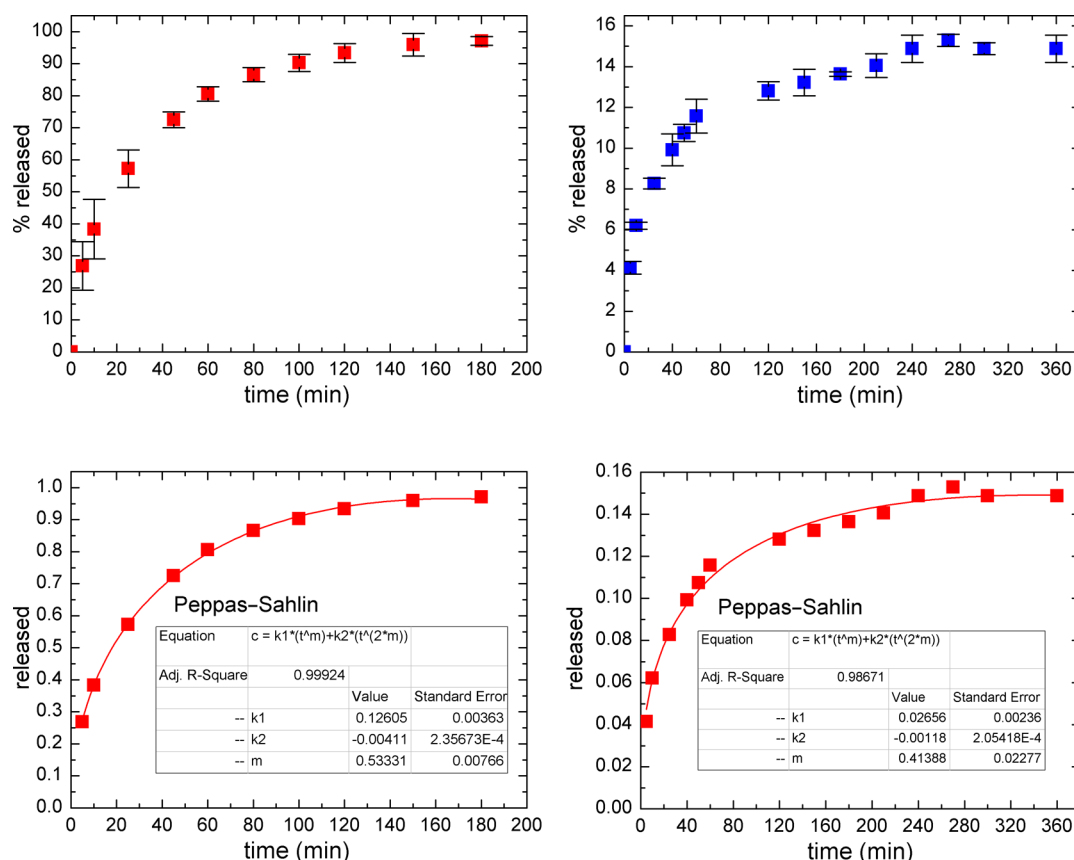 100
90
80
70
60
50
40
30
20
10
0
% released
0 20 40 60 80 100 120 140 160 180 200
time (min)
16
14
12
10
8
6
4
2
0
% released
0 40 80 120 160 200 240 280 320 360
time (min)
1.0
0.9
0.8
0.7
0.6
0.5
0.4
0.3
0.2
0.1
0.0
released
Peppas–Sahlin
Equation c = k1*(t^m)+k2*(t^(2*m))
Adj. R-Square 0.99924
Value Standard Error
-- k1 0.12605 0.00363
-- k2 -0.00411 2.35673E-4
-- m 0.53331 0.00766
0 20 40 60 80 100 120 140 160 180 200
time (min)
0.16
0.14
0.12
0.10
0.08
0.06
0.04
0.02
0.00
released
Peppas–Sahlin
Equation c = k1*(t^m)+k2*(t^(2*m))
Adj. R-Square 0.98671
Value Standard Error
-- k1 0.02656 0.00236
-- k2 -0.00118 2.05418E-4
-- m 0.41388 0.02277
0 40 80 120 160 200 240 280 320 360
time (min)